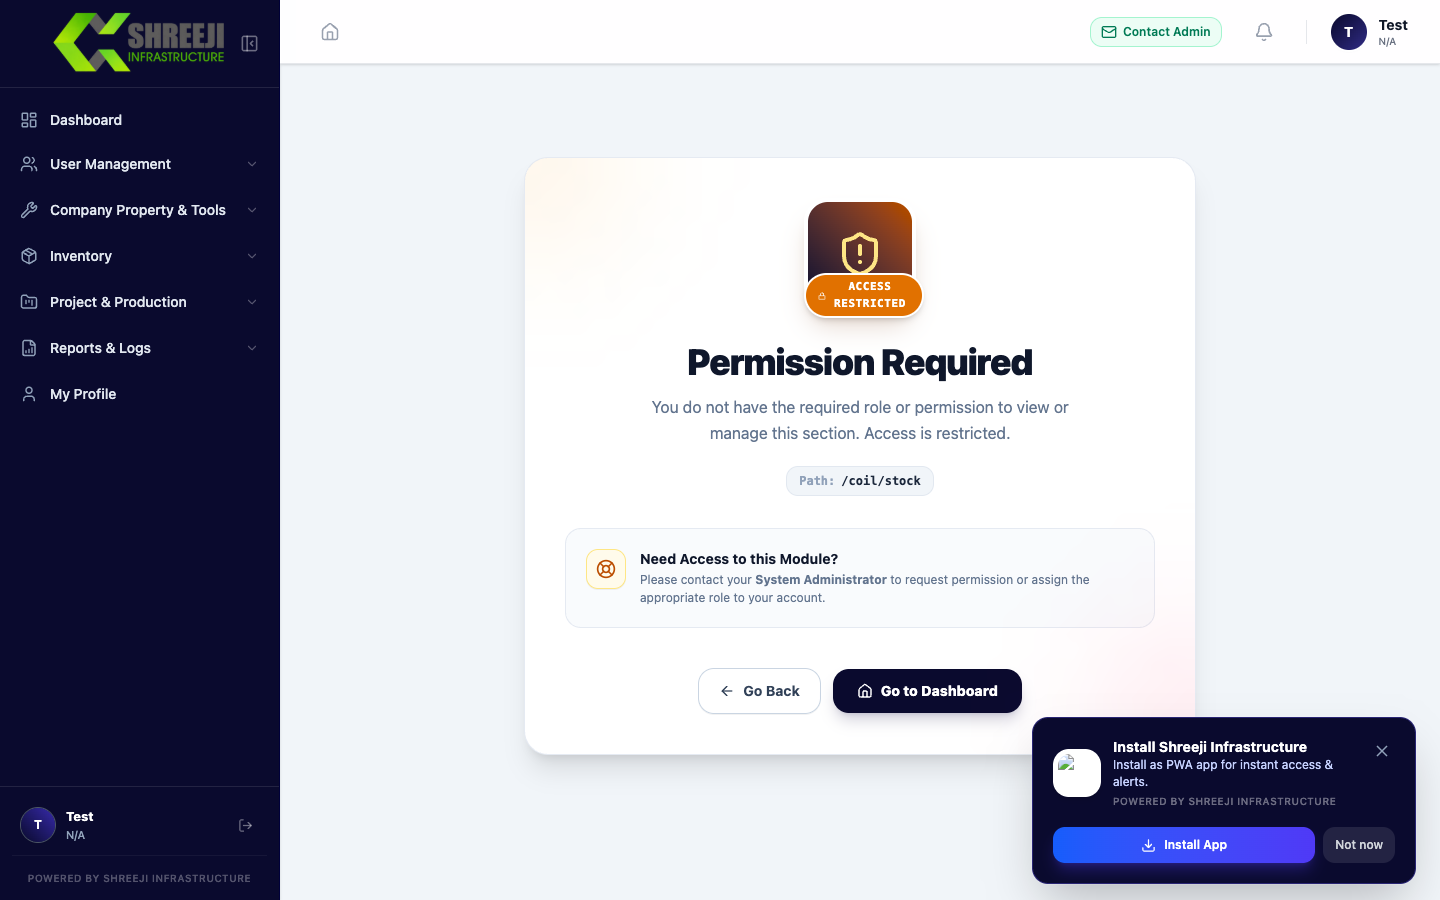 SHREEJI
INFRASTRUCTURE
Dashboard
User Management
Company Property & Tools
Inventory
Project & Production
Reports & Logs
My Profile
T
Test
N/A
POWERED BY SHREEJI INFRASTRUCTURE
Contact Admin
T
Test
N/A
ACCESS
RESTRICTED
Permission Required
You do not have the required role or permission to view or
manage this section. Access is restricted.
Path: /coil/stock
Need Access to this Module?
Please contact your System Administrator to request permission or assign the
appropriate role to your account.
Go Back
Go to Dashboard
Install Shreeji Infrastructure
Install as PWA app for instant access &
alerts.
POWERED BY SHREEJI INFRASTRUCTURE
Install App
Not now